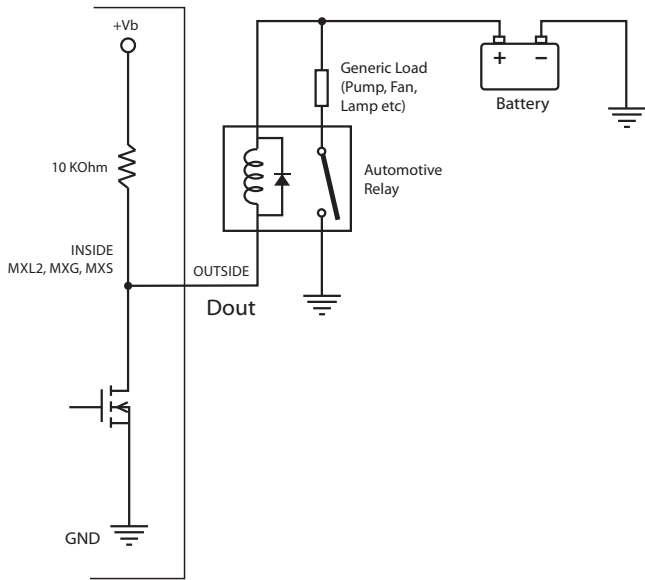 +Vb
10 KOhm
INSIDE
MXL2, MXG, MXS
OUTSIDE
Dout
GND
Generic Load
(Pump, Fan,
Lamp etc)
Automotive
Relay
+ −
Battery